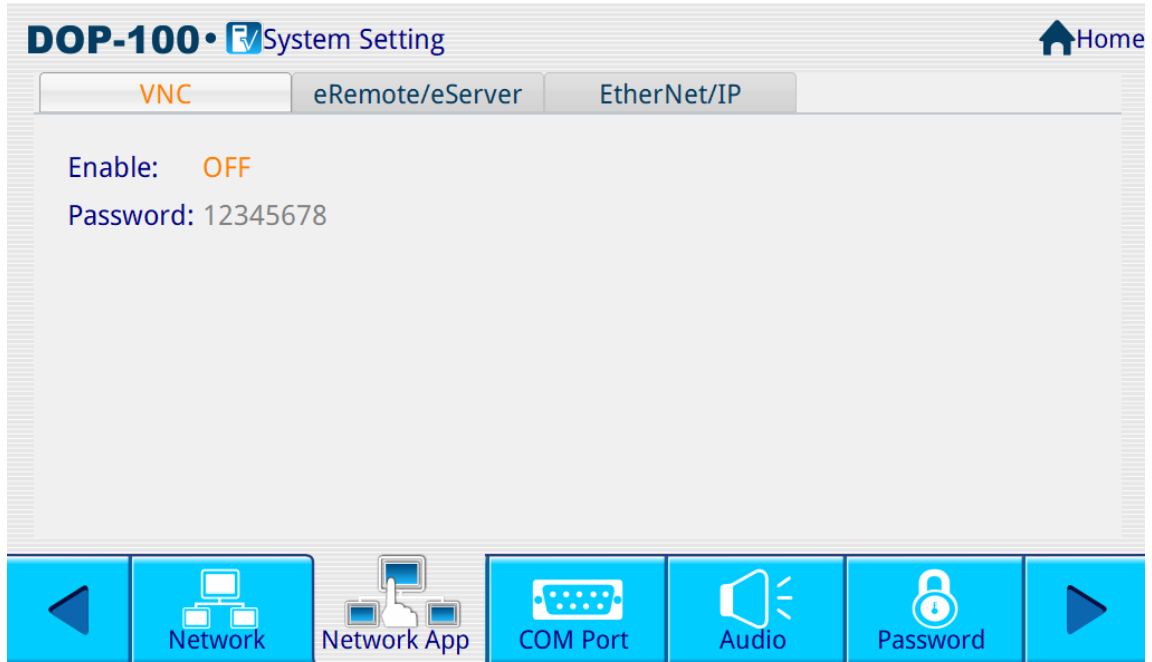 DOP-100• System Setting Home
VNC eRemote/eServer EtherNet/IP
Enable: OFF
Password: 12345678
Network Network App COM Port Audio Password